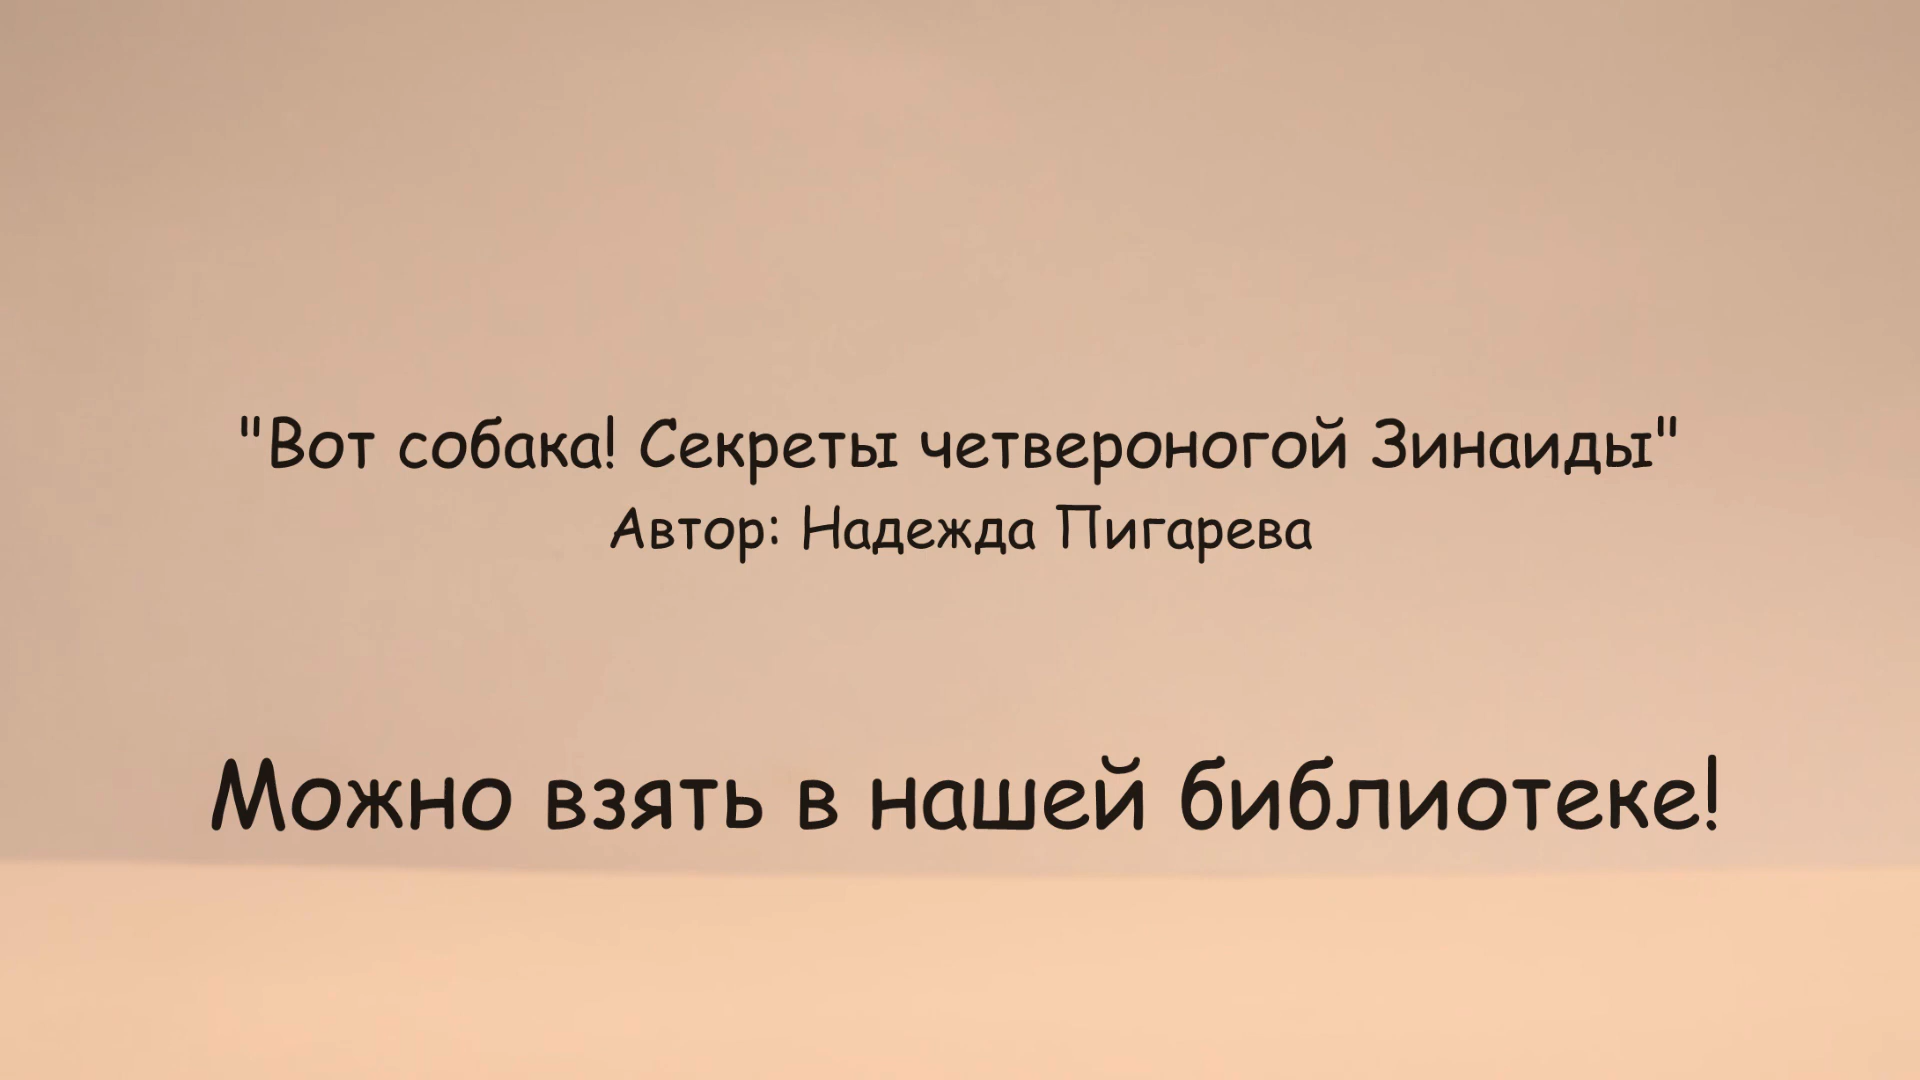 "Вот собака! Секреты четвероногой Зинаиды"
Автор: Надежда Пигарева
Можно взять в нашей библиотеке!